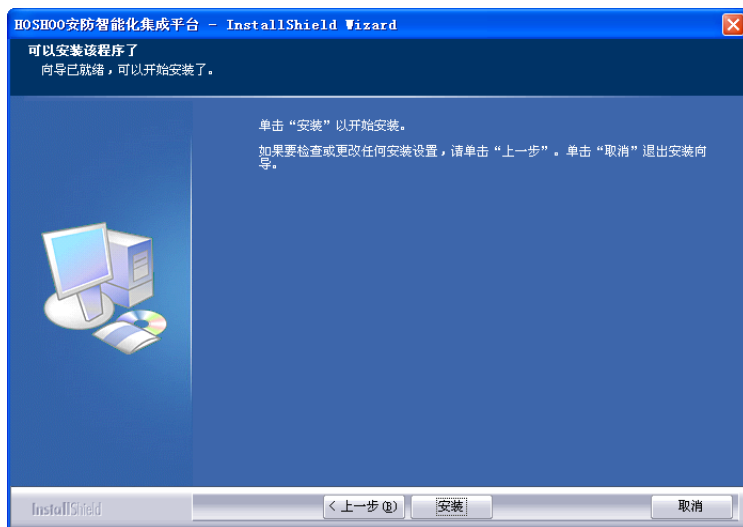 HOSHOO安防智能化集成平台 - InstallShield Wizard
可以安装该程序了
向导已就绪，可以开始安装了。
单击“安装”以开始安装。
如果要检查或更改任何安装设置，请单击“上一步”。单击“取消”退出安装向
导。
InstallShield
< 上一步(B) 安装 取消